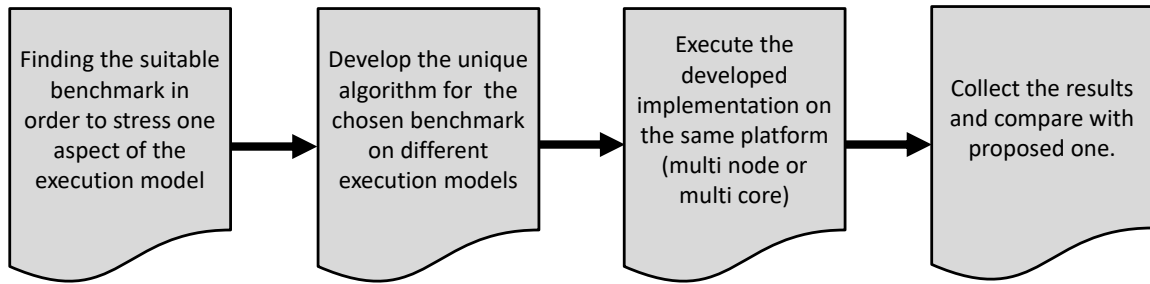 Finding the suitable
benchmark in
order to stress one
aspect of the
execution model
Develop the unique
algorithm for the
chosen benchmark
on different
execution models
Execute the
developed
implementation on
the same platform
(multi node or
multi core)
Collect the results
and compare with
proposed one.